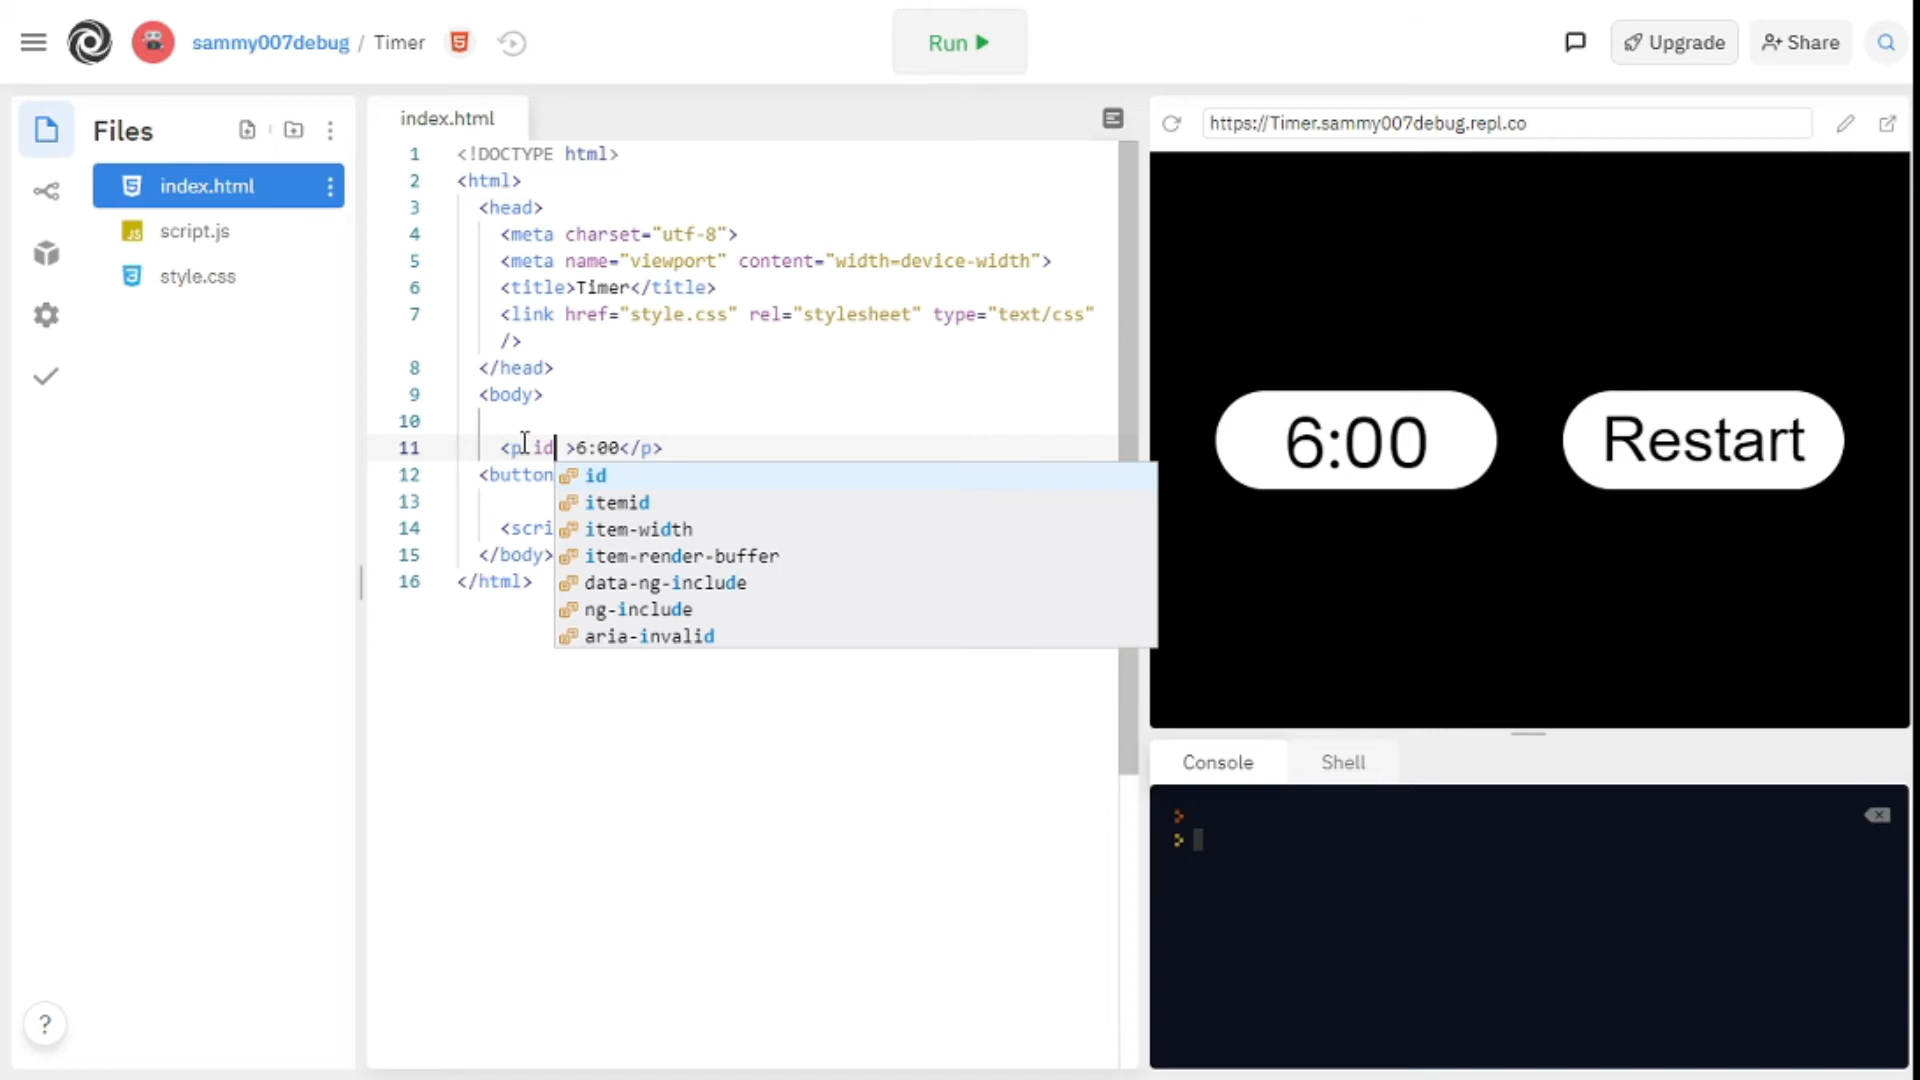 sammy007debug / Timer
Run
Upgrade
Share
Files
index.html
script.js
style.css
index.html
1 <!DOCTYPE html>
2 <html>
3 <head>
4 <meta charset="utf-8">
5 <meta name="viewport" content="width=device-width">
6 <title>Timer</title>
7 <link href="style.css" rel="stylesheet" type="text/css"
/>
8 </head>
9 <body>
10
11 <p id >6:00</p>
12 <button
13
14 <scri
15 </body>
16 </html>
id
itemid
item-width
item-render-buffer
data-ng-include
ng-include
aria-invalid
https://Timer.sammy007debug.repl.co
6:00
Restart
Console
Shell
>
>
?